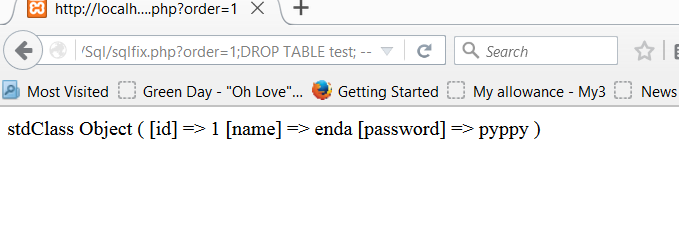 http://localh....php?order=1
/Sql/sqlfix.php?order=1;DROP TABLE test; --
Search
Most Visited Green Day - "Oh Love"... Getting Started My allowance - My3 News
stdClass Object ( [id] => 1 [name] => enda [password] => pyppy )